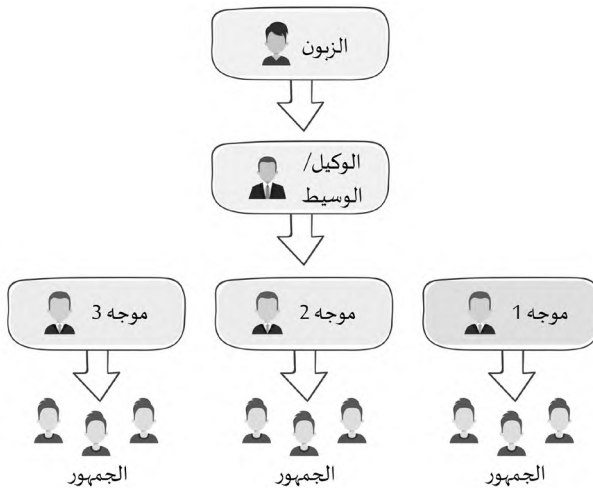 الزبون
الوكيل/
الوسيط
موجه 1
موجه 2
موجه 3
الجمهور
الجمهور
الجمهور